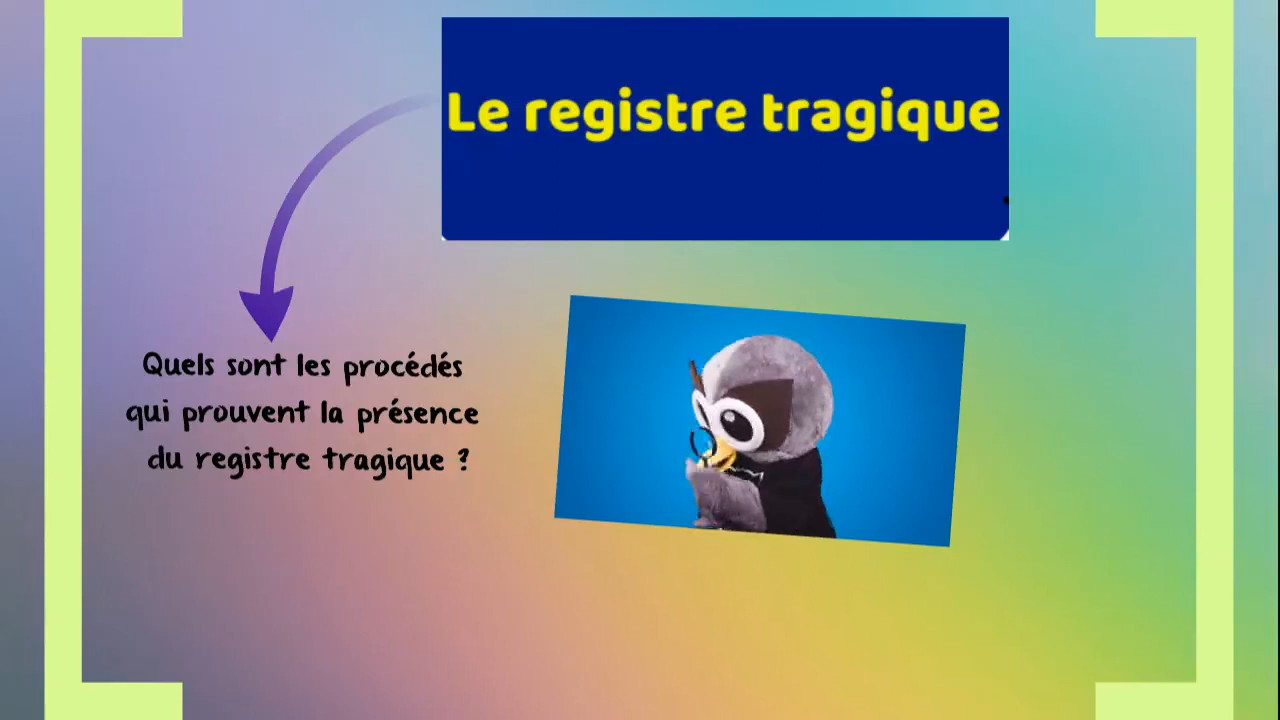 Le registre tragique
Quels sont les procédés
qui prouvent la présence
du registre tragique ?